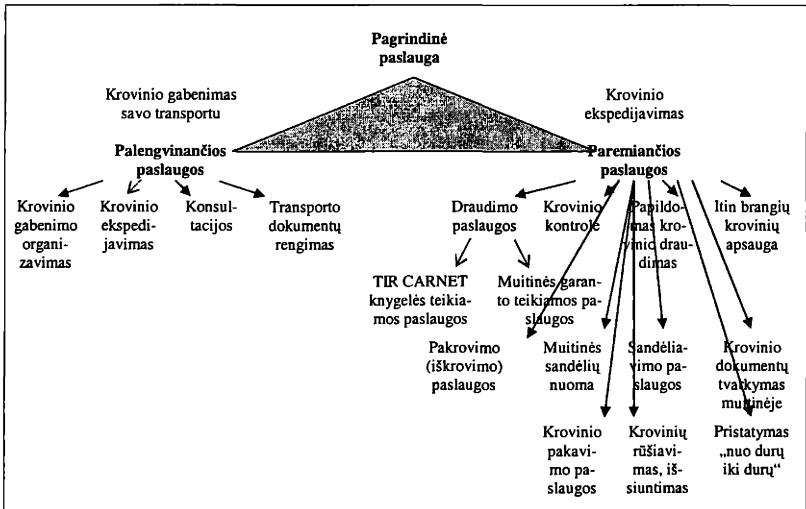 Pagrindinė
paslauga
Krovinio gabenimas
savo transportu
Krovinio
ekspedijavimas
Palengvinančios
paslaugos
Paremiančios
paslaugos
Krovinio
gabenimo
organi-
zavimas
Krovinio
ekspedi-
javimas
Konsul-
tacijos
Transporto
dokumentų
rengimas
Draudimo
paslaugos
Krovinio
kontrolė
Papildo-
mas kro-
vinio drau-
dimas
Itin brangių
krovinių
apsauga
TIR CARNET
knygelės teikia-
mos paslaugos
Muitinės garan-
to teikiamos pa-
slaugos
Pakrovimo
(iškrovimo)
paslaugos
Muitinės
sandėlių
nuoma
Sandėlia-
vimo pa-
slaugos
Krovinio
dokumentų
tvarkymas
muitinėje
Krovinio
pakavi-
mo pa-
slaugos
Krovinių
rūšiavi-
mas, iš-
siuntimas
Pristatymas
„nuo durų
iki durų“